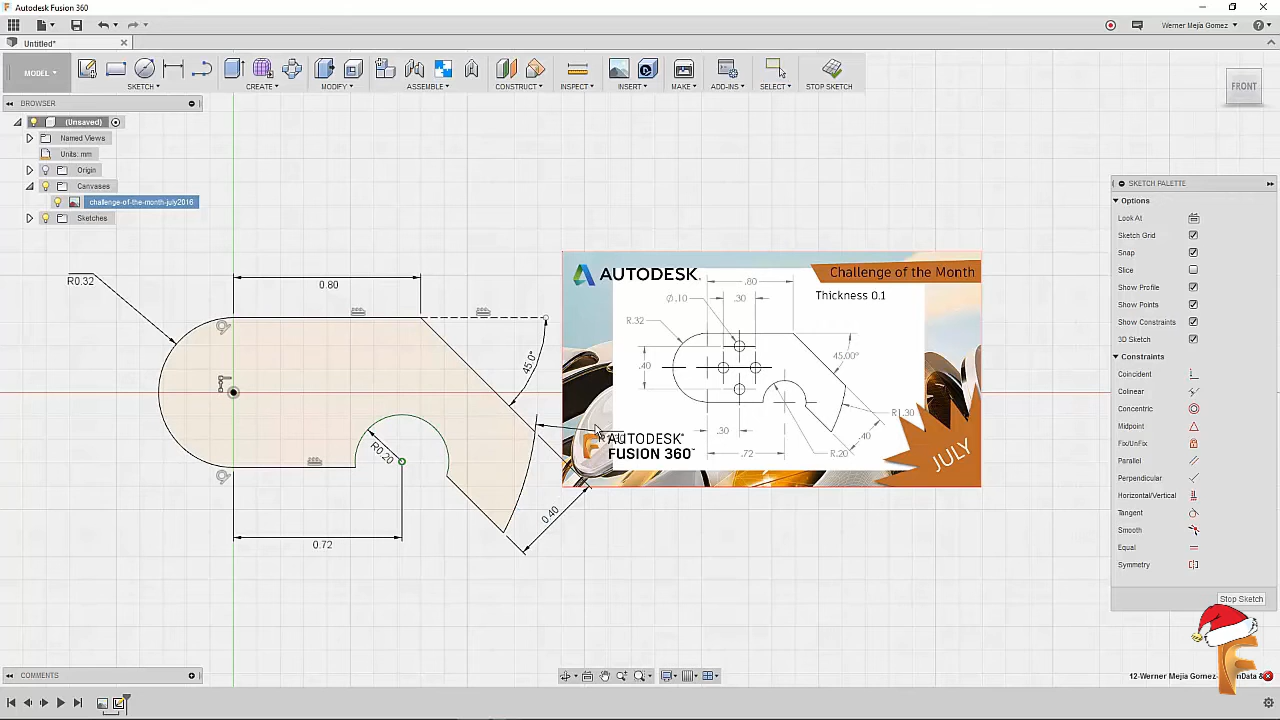 Autodesk Fusion 360
Werner Mejia Gomez
Untitled*
MODEL
SKETCH
CREATE
MODIFY
ASSEMBLE
CONSTRUCT
INSPECT
INSERT
MAKE
ADD-INS
SELECT
STOP SKETCH
FRONT
BROWSER
(Unsaved)
Named Views
Units: mm
Origin
Canvases
challenge-of-the-month-july2016
Sketches
R0.32
0.80
45.0°
R0.20
0.72
0.40
AUTODESK.
Challenge of the Month
Thickness 0.1
.80
Ø.10
.30
R.32
.40
45.00°
R1.30
.40
.30
.72
R.20
AUTODESK®
FUSION 360™
JULY
SKETCH PALETTE
Options
Look At
Sketch Grid
Snap
Slice
Show Profile
Show Points
Show Constraints
3D Sketch
Constraints
Coincident
Colinear
Concentric
Midpoint
Fix/UnFix
Parallel
Perpendicular
Horizontal/Vertical
Tangent
Smooth
Equal
Symmetry
Stop Sketch
COMMENTS
12-Werner Mejia Gomez-